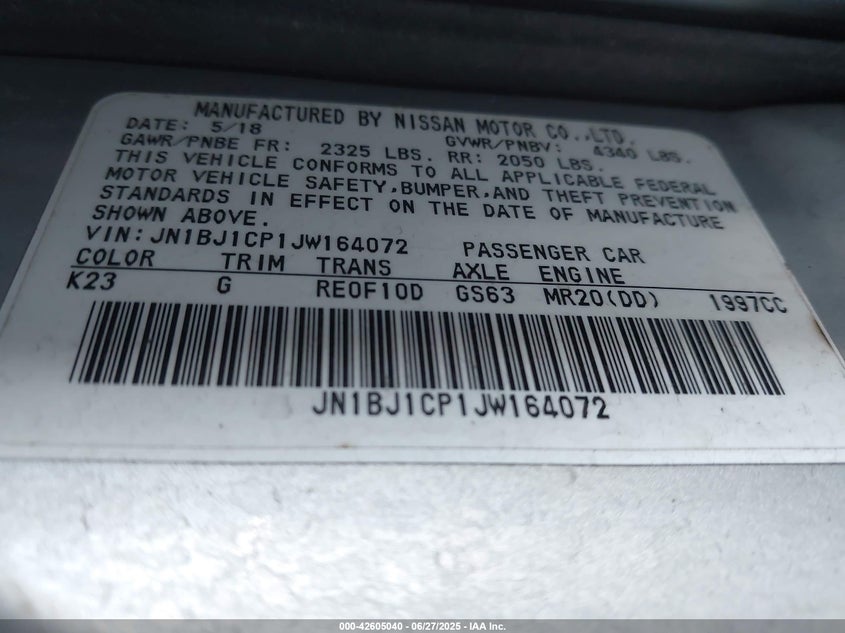 MANUFACTURED BY NISSAN MOTOR CO.,LTD.
DATE: 5/18 GVWR/PNBV: 4340 LBS.
GAWR/PNBE FR: 2325 LBS. RR: 2050 LBS.
THIS VEHICLE CONFORMS TO ALL APPLICABLE FEDERAL
MOTOR VEHICLE SAFETY,BUMPER,AND THEFT PREVENTION
STANDARDS IN EFFECT ON THE DATE OF MANUFACTURE
SHOWN ABOVE.
VIN:JN1BJ1CP1JW164072 PASSENGER CAR
COLOR TRIM TRANS AXLE ENGINE
K23 G RE0F10D GS63 MR20(DD) 1997CC
JN1BJ1CP1JW164072
000-42605040 - 06/27/2025 - IAA Inc.